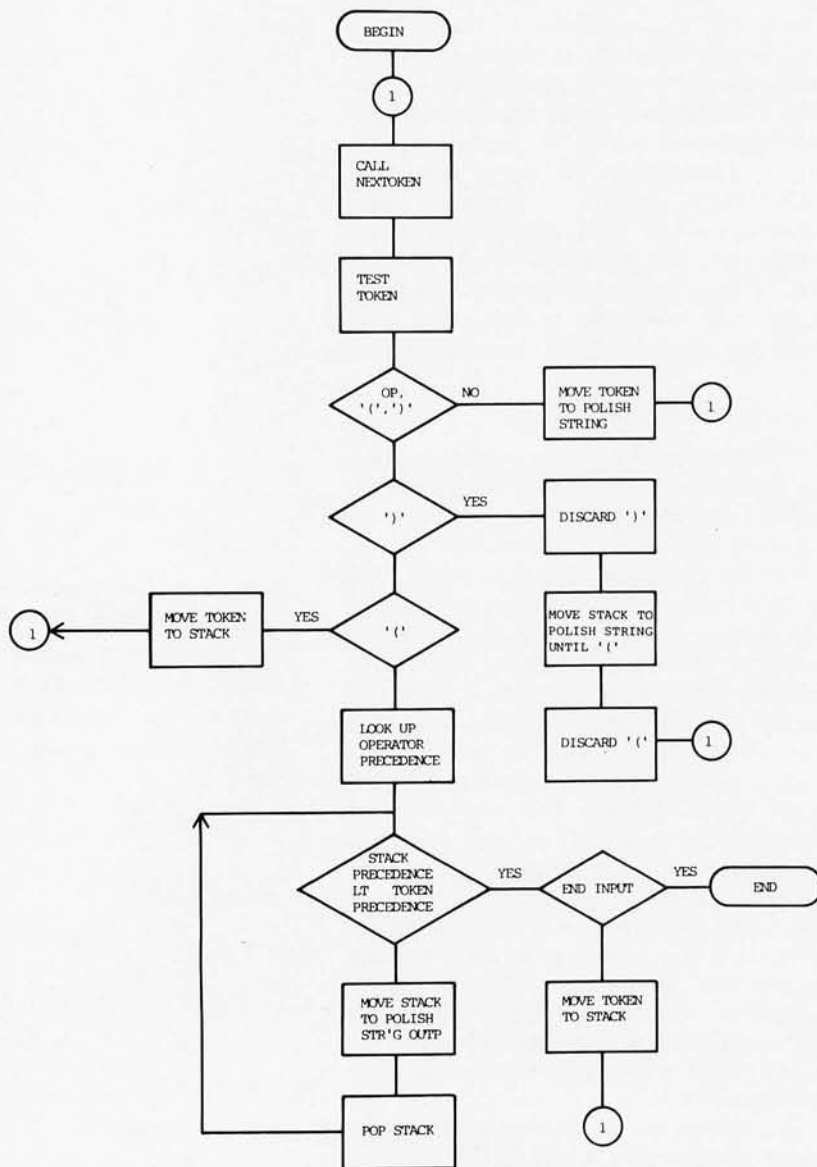 BEGIN
1
CALL
NEXTOKEN
TEST
TOKEN
OP,
'(',')'
NO
MOVE TOKEN
TO POLISH
STRING
1
')'
YES
DISCARD ')'
1
MOVE TOKEN
TO STACK
YES
'('
MOVE STACK TO
POLISH STRING
UNTIL '('
LOOK UP
OPERATOR
PRECEDENCE
DISCARD '('
1
STACK
PRECEDENCE
LT TOKEN
PRECEDENCE
YES
END INPUT
YES
END
MOVE STACK
TO POLISH
STR'G OUTP
MOVE TOKEN
TO STACK
POP STACK
1